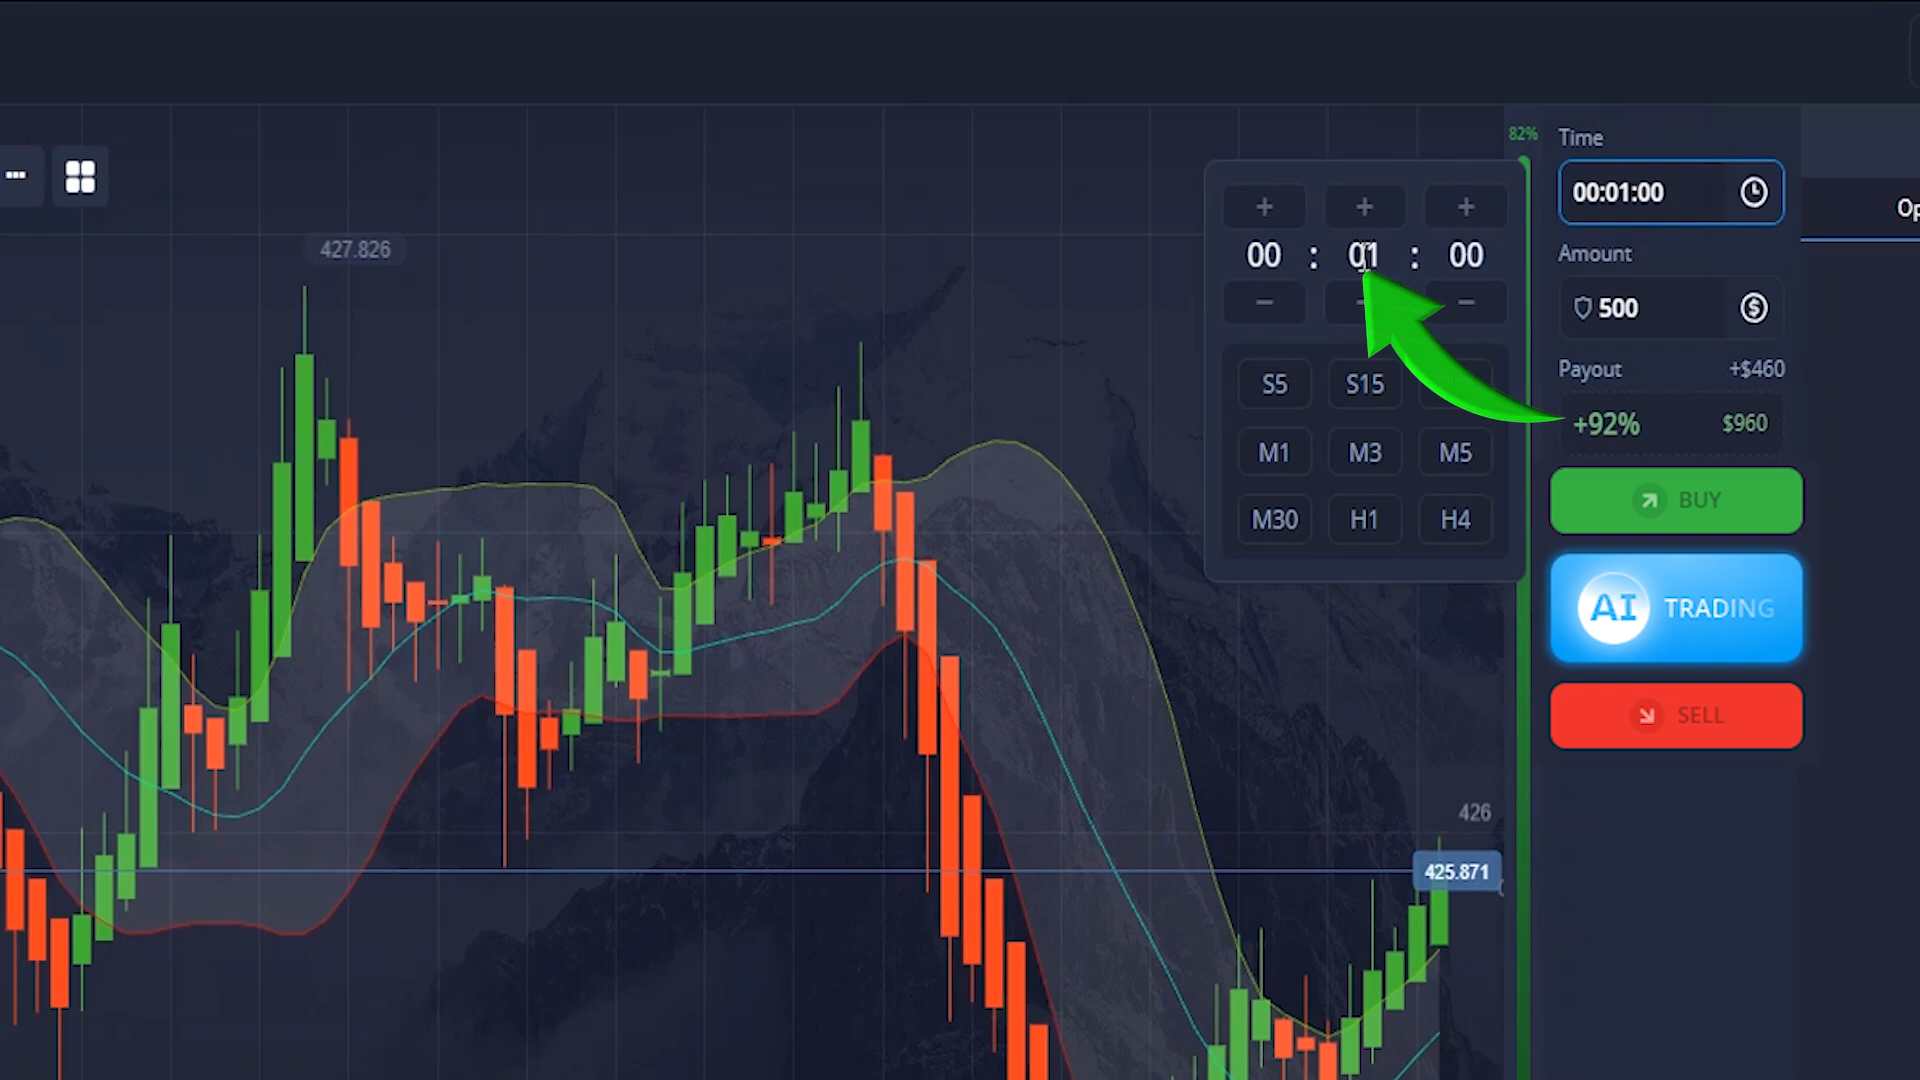 82%
Time
00:01:00
427.826
+ + +
00 : 01 : 00
− − −
Amount
500
Payout +$460
+92% $960
S5 S15
M1 M3 M5
M30 H1 H4
BUY
AI TRADING
SELL
Op
426
425.871